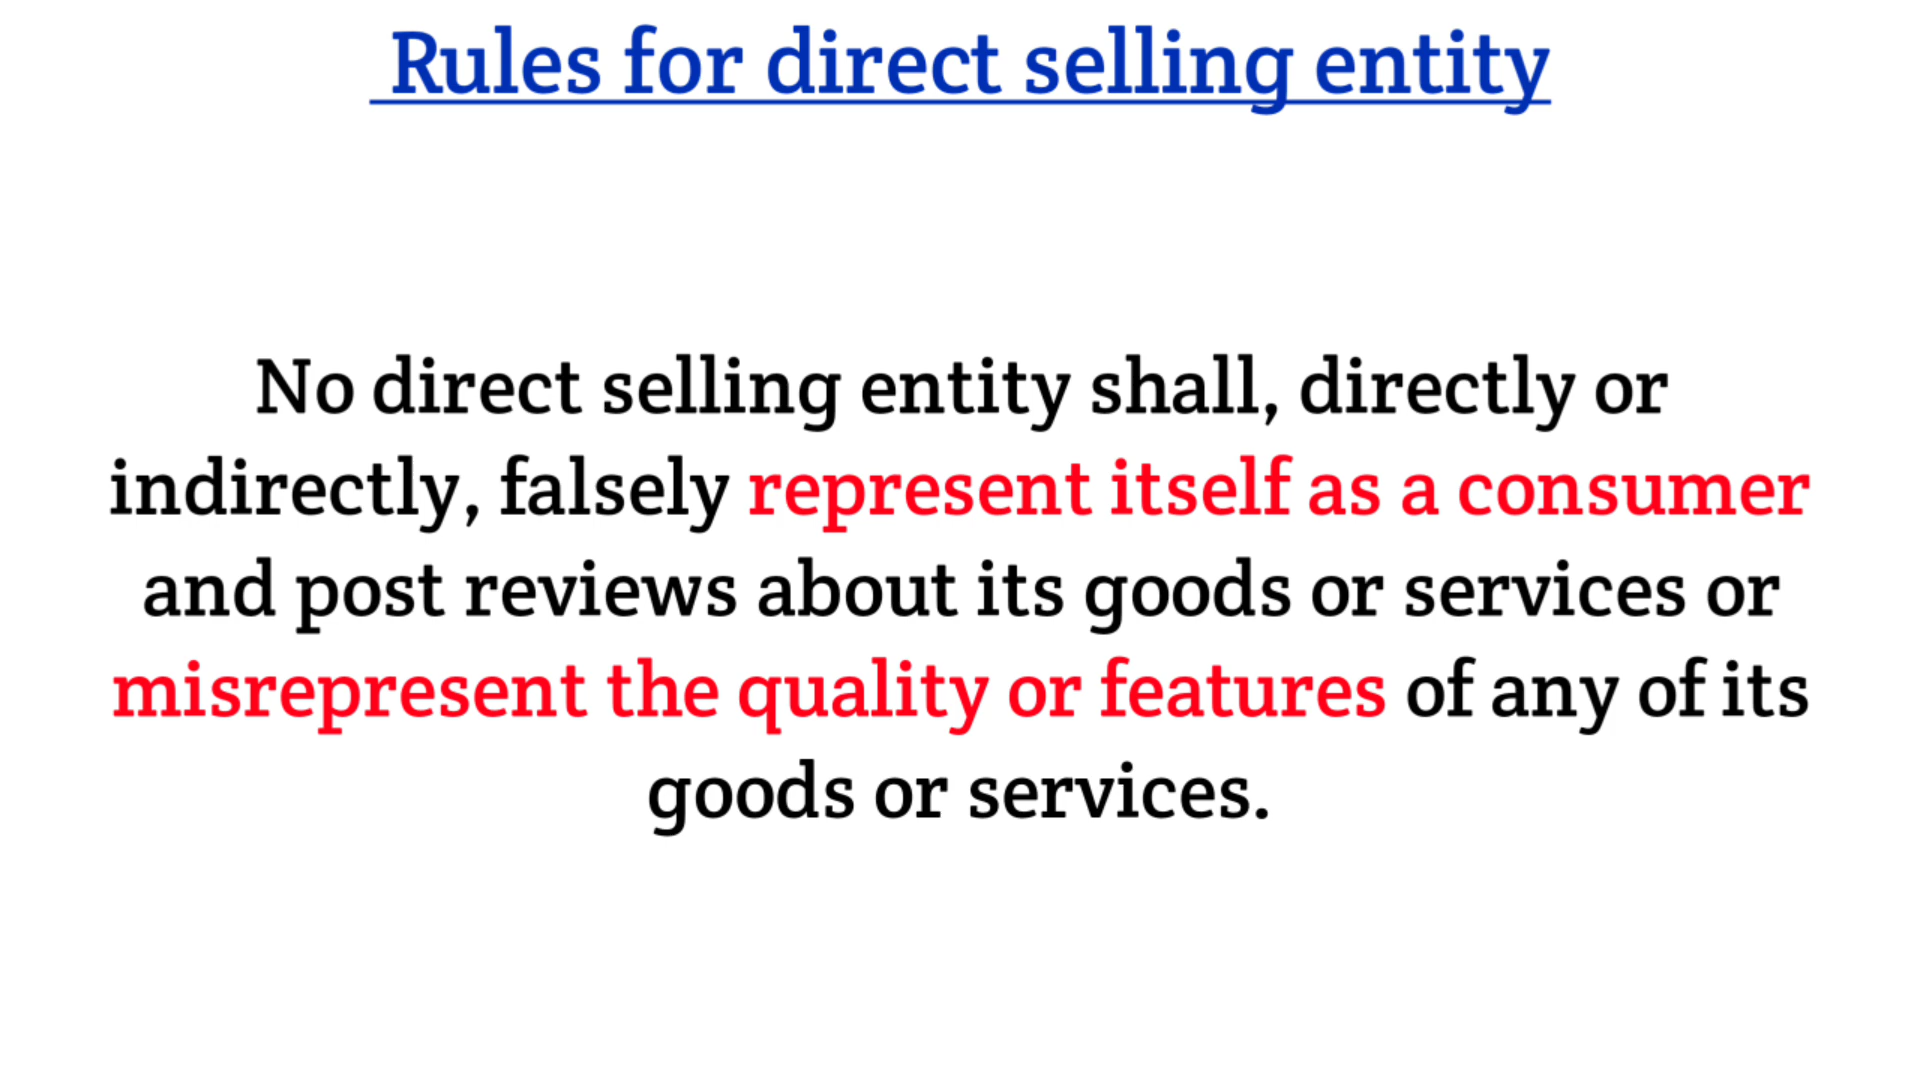 Rules for direct selling entity
No direct selling entity shall, directly or
indirectly, falsely represent itself as a consumer
and post reviews about its goods or services or
misrepresent the quality or features of any of its
goods or services.